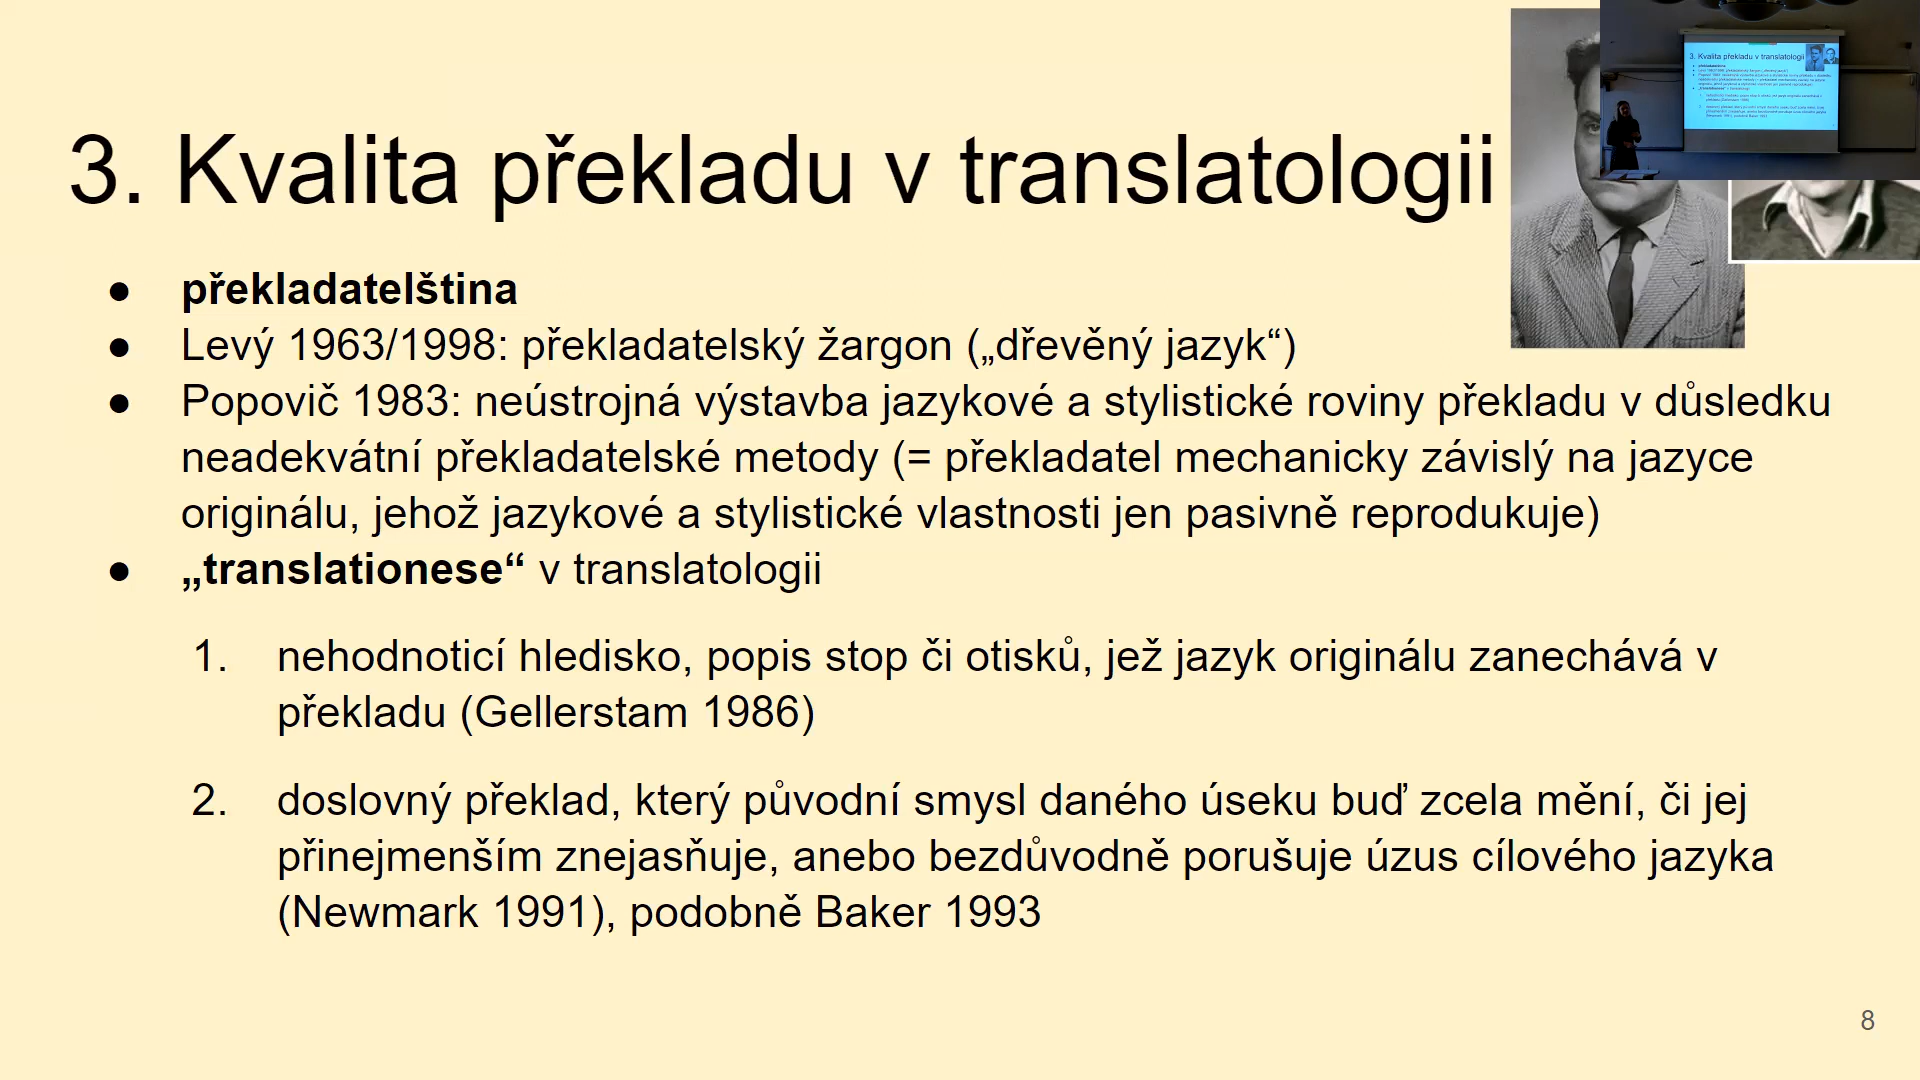 3. Kvalita překladu v translatologii
● překladatelština
● Levý 1963/1998: překladatelský žargon („dřevěný jazyk“)
● Popovič 1983: neústrojná výstavba jazykové a stylistické roviny překladu v důsledku
neadekvátní překladatelské metody (= překladatel mechanicky závislý na jazyce
originálu, jehož jazykové a stylistické vlastnosti jen pasivně reprodukuje)
● „translationese“ v translatologii
1. nehodnoticí hledisko, popis stop či otisků, jež jazyk originálu zanechává v
překladu (Gellerstam 1986)
2. doslovný překlad, který původní smysl daného úseku buď zcela mění, či jej
přinejmenším znejasňuje, anebo bezdůvodně porušuje úzus cílového jazyka
(Newmark 1991), podobně Baker 1993
8
3. Kvalita překladu v translatologii